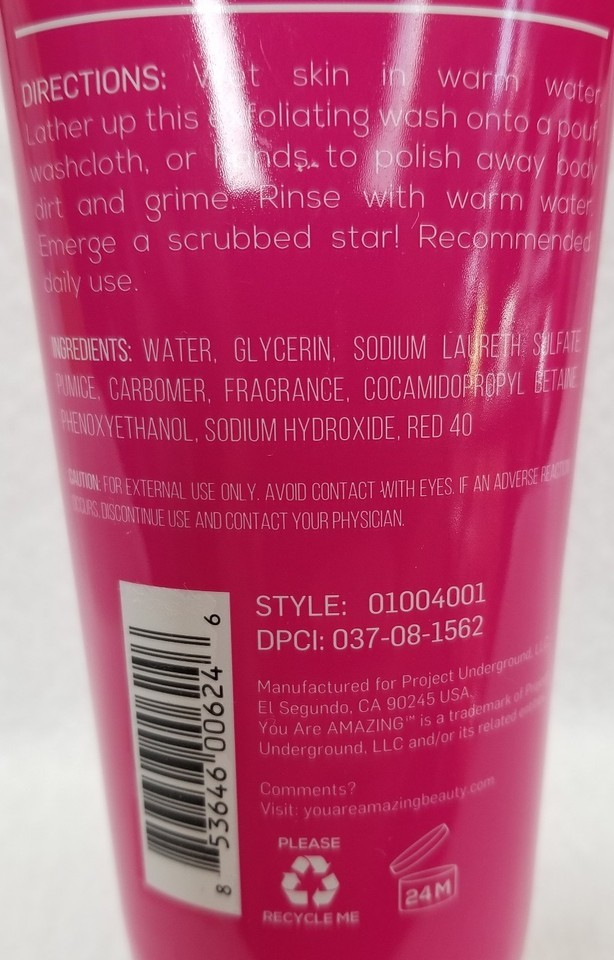 DIRECTIONS: Wet skin in warm water.
Lather up this exfoliating wash onto a pouf,
washcloth, or hands, to polish away body
dirt and grime. Rinse with warm water.
Emerge a scrubbed star! Recommended
daily use.
INGREDIENTS: WATER, GLYCERIN, SODIUM LAURETH SULFATE,
PUMICE, CARBOMER, FRAGRANCE, COCAMIDOPROPYL BETAINE,
PHENOXYETHANOL, SODIUM HYDROXIDE, RED 40
CAUTION: FOR EXTERNAL USE ONLY. AVOID CONTACT WITH EYES. IF AN ADVERSE REACTION
OCCURS, DISCONTINUE USE AND CONTACT YOUR PHYSICIAN.
8 53646 00624 6
STYLE: 01004001
DPCI: 037-08-1562
Manufactured for Project Underground, LLC
El Segundo, CA 90245 USA.
You Are AMAZING™ is a trademark of
Underground, LLC and/or its related
Comments?
Visit: youareamazingbeauty.com
PLEASE
RECYCLE ME
24M